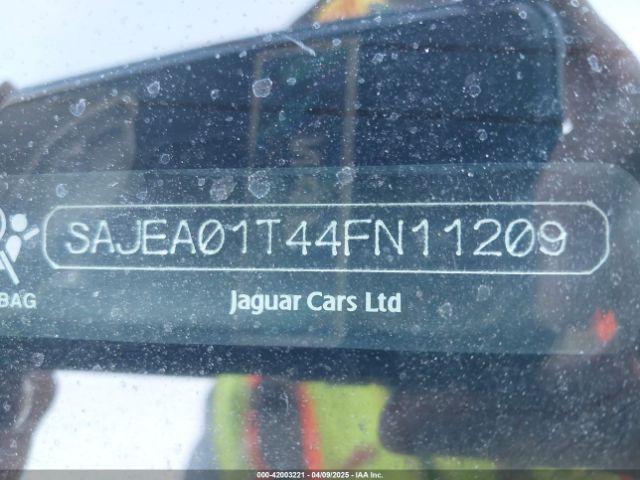 SAJEA01T44FN11209
BAG
Jaguar Cars Ltd
000-42003221 - 04/09/2025 - IAA Inc.